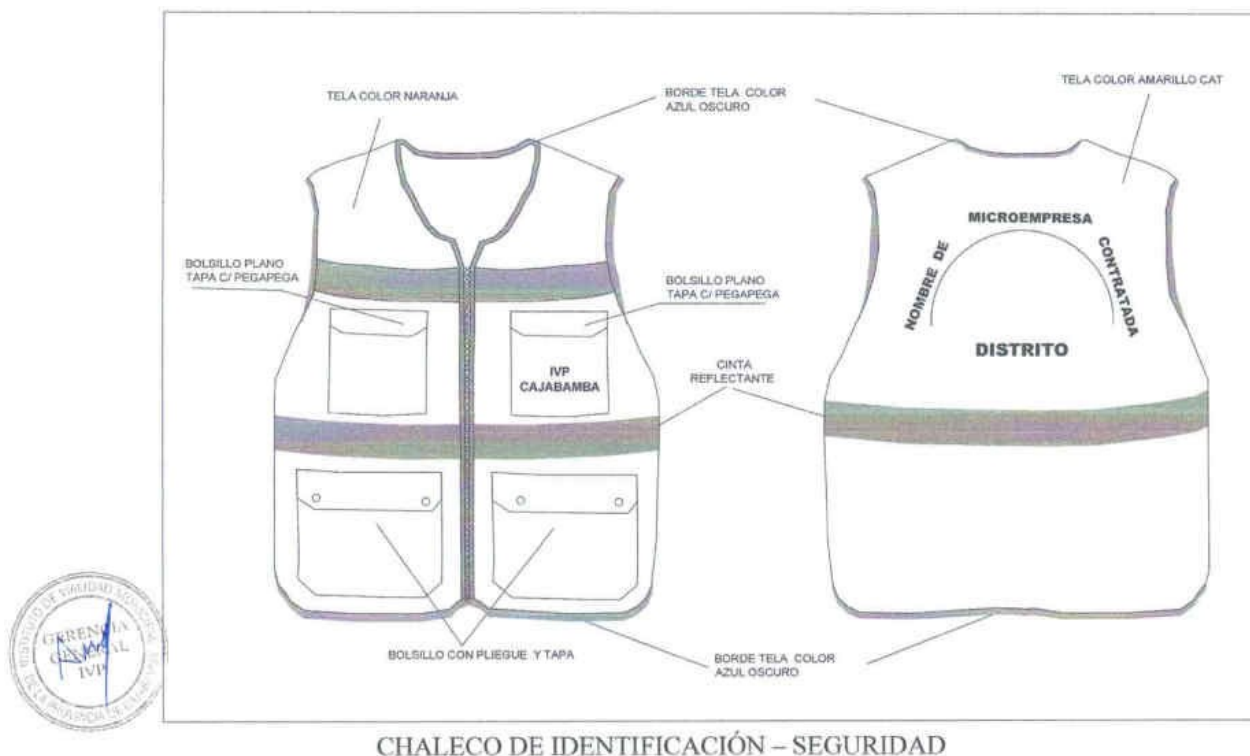 TELA COLOR NARANJA
BORDE TELA COLOR
AZUL OSCURO
TELA COLOR AMARILLO CAT
BOLSILLO PLANO
TAPA C/ PEGAPEGA
BOLSILLO PLANO
TAPA C/ PEGAPEGA
NOMBRE DE MICROEMPRESA CONTRATADA
DISTRITO
IVP
CAJABAMBA
CINTA
REFLECTANTE
BOLSILLO CON PLIEGUE Y TAPA
BORDE TELA COLOR
AZUL OSCURO
GERENCIA
GENERAL
IVP
CHALECO DE IDENTIFICACIÓN – SEGURIDAD